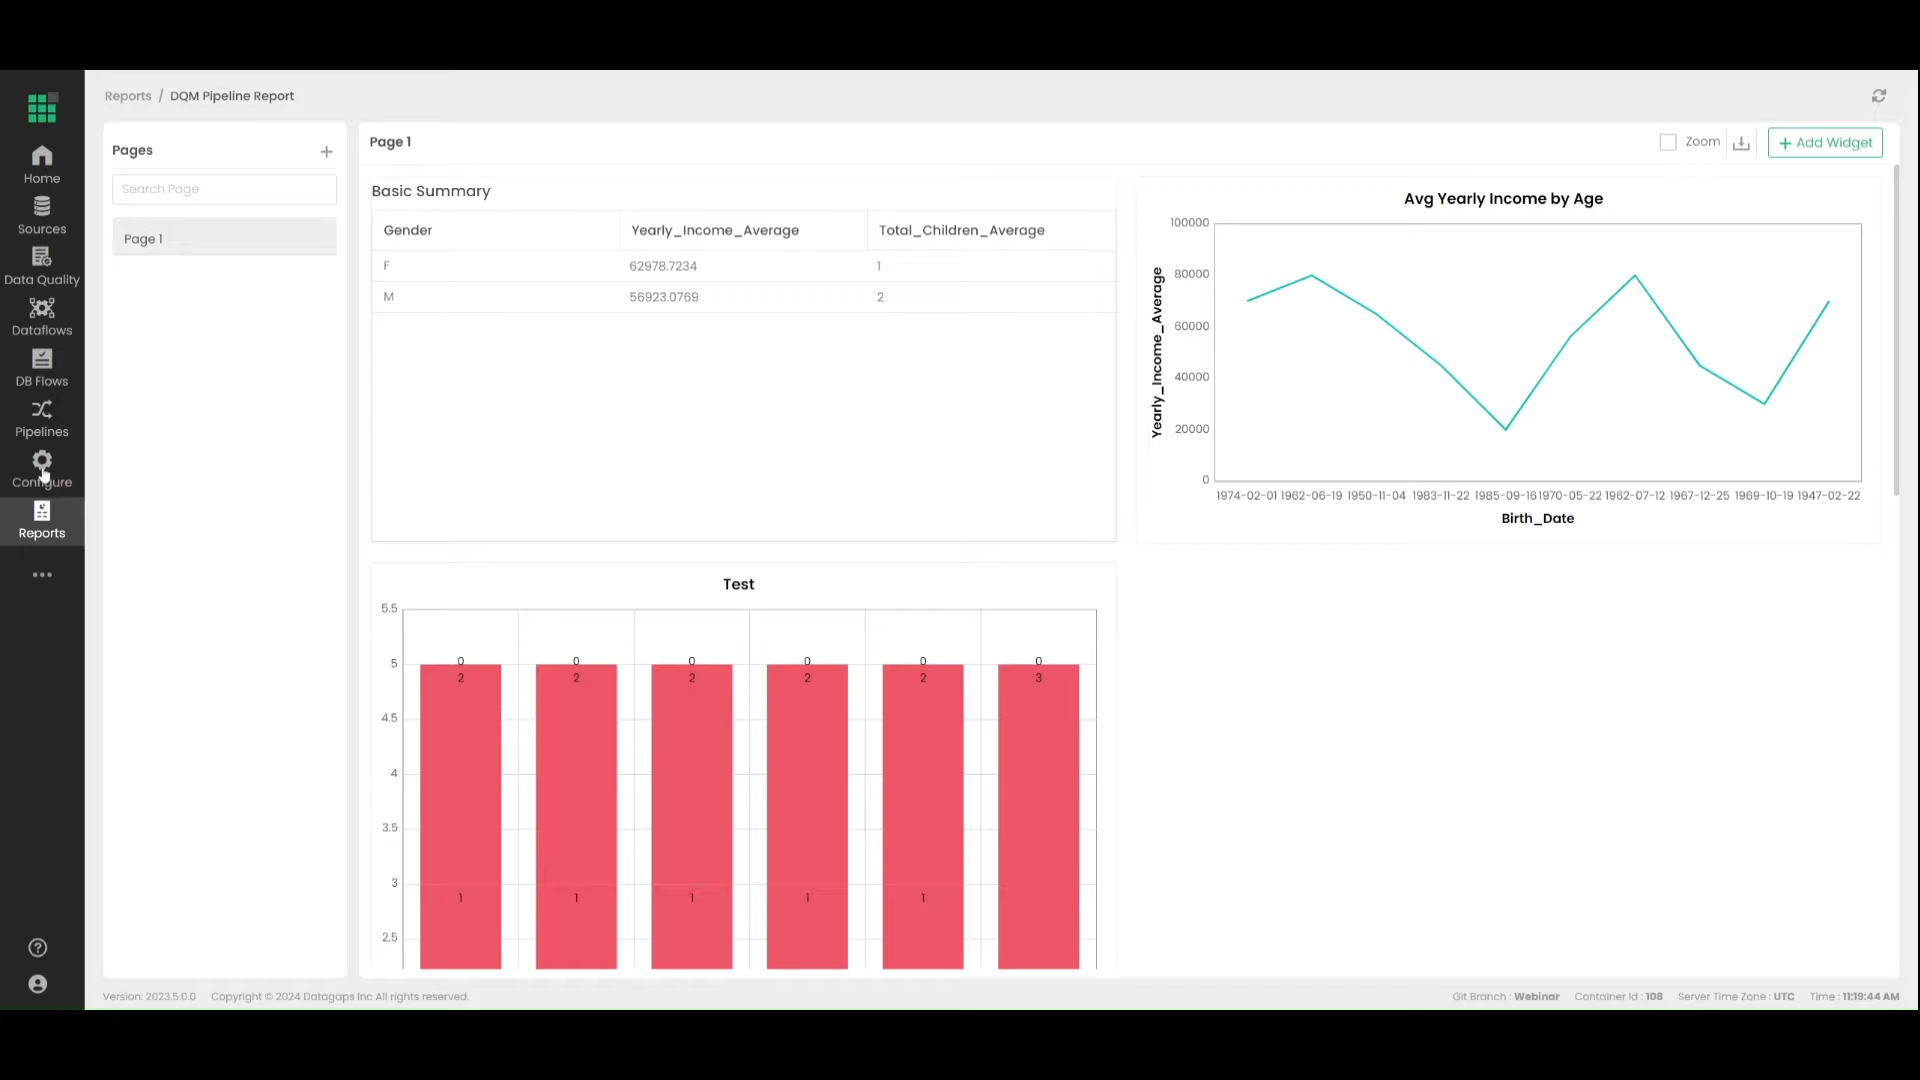 Reports / DQM Pipeline Report
Home
Sources
Data Quality
Dataflows
DB Flows
Pipelines
Configure
Reports
Pages
Search Page
Page 1
Page 1
Zoom
Add Widget
Basic Summary
Gender Yearly_Income_Average Total_Children_Average
F 62978.7234 1
M 56923.0769 2
Avg Yearly Income by Age
Yearly_Income_Average
100000
80000
60000
40000
20000
0
1974-02-01 1962-06-19 1950-11-04 1983-11-22 1985-09-16 1970-05-22 1962-07-12 1967-12-25 1969-10-19 1947-02-22
Birth_Date
Test
5.5
5
4.5
4
3.5
3
2.5
0 0 0 0 0 0
2 2 2 2 2 3
1 1 1 1 1
Version: 2023.5.0.0 Copyright © 2024 Datagaps Inc All rights reserved.
Git Branch : Webinar Container Id : 108 Server Time Zone : UTC Time : 11:19:44 AM